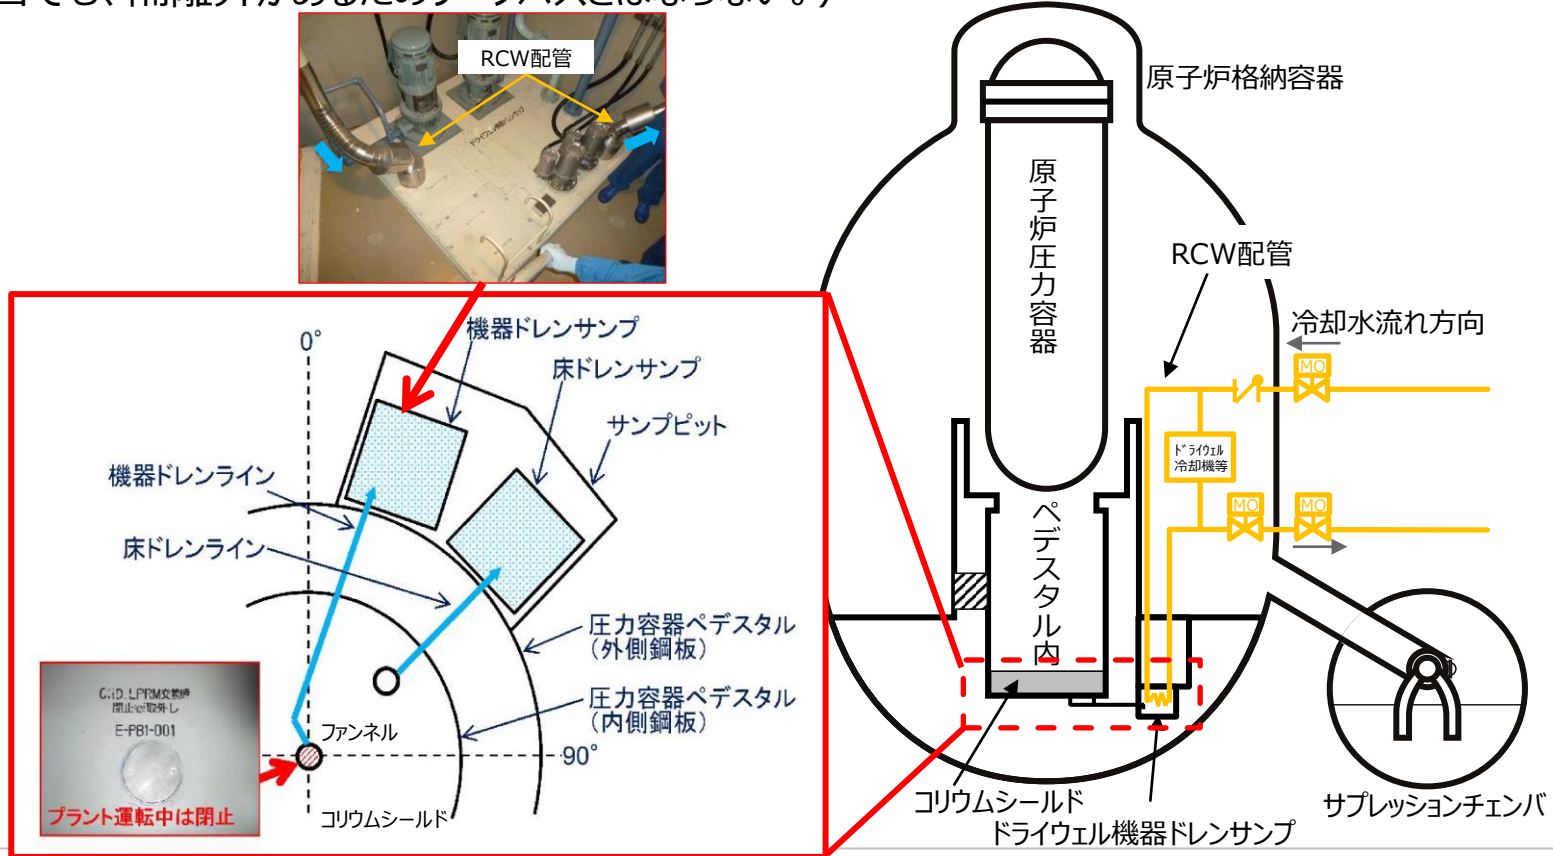 RCW配管
ドライウェル機器ドレンサンプ
原子炉格納容器
原子炉圧力容器
RCW配管
冷却水流れ方向
MO
ドライウェル
冷却機等
MO
MO
ペデスタル内
コリウムシールド
ドライウェル機器ドレンサンプ
サプレッションチェンバ
0°
機器ドレンサンプ
床ドレンサンプ
サンプピット
機器ドレンライン
床ドレンライン
圧力容器ペデスタル
(外側鋼板)
圧力容器ペデスタル
(内側鋼板)
ファンネル
90°
コリウムシールド
CRD LPRM交換時
E-PB1-001
プラント運転中は閉止